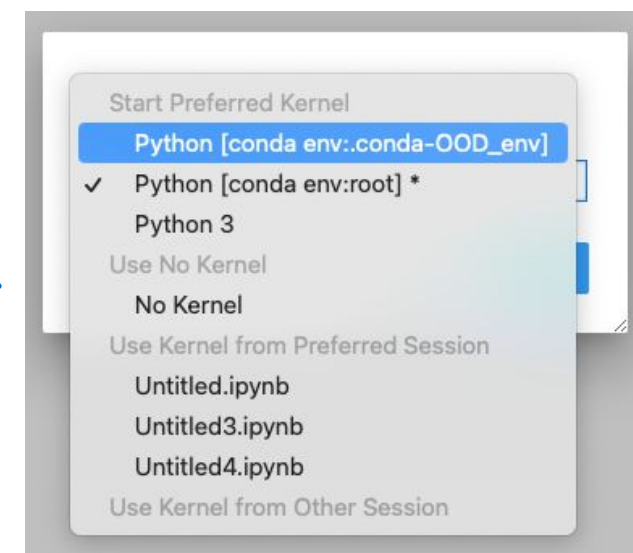 Start Preferred Kernel
Python [conda env:.conda-OOD_env]
✓ Python [conda env:root] *
Python 3
Use No Kernel
No Kernel
Use Kernel from Preferred Session
Untitled.ipynb
Untitled3.ipynb
Untitled4.ipynb
Use Kernel from Other Session